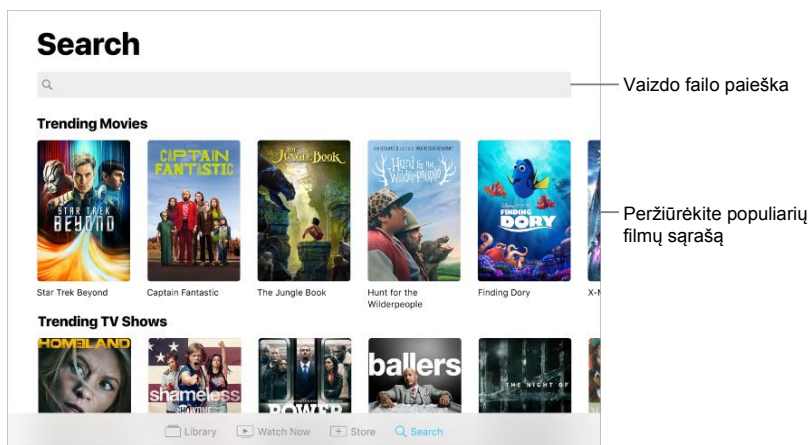 Search
Vaizdo failo paieška
Trending Movies
STAR TREK
BEYOND
CAPTAIN
FANTASTIC
THE
JUNGLE BOOK
Hunt for the
Wilderpeople
FINDING
DORY
Peržiūrėkite populiarių
filmų sąrašą
Star Trek Beyond
Captain Fantastic
The Jungle Book
Hunt for the
Wilderpeople
Finding Dory
Trending TV Shows
HOMELAND
shameless
SHOWTIME
POWER
ballers
THE NIGHT OF
Library
Watch Now
Store
Search